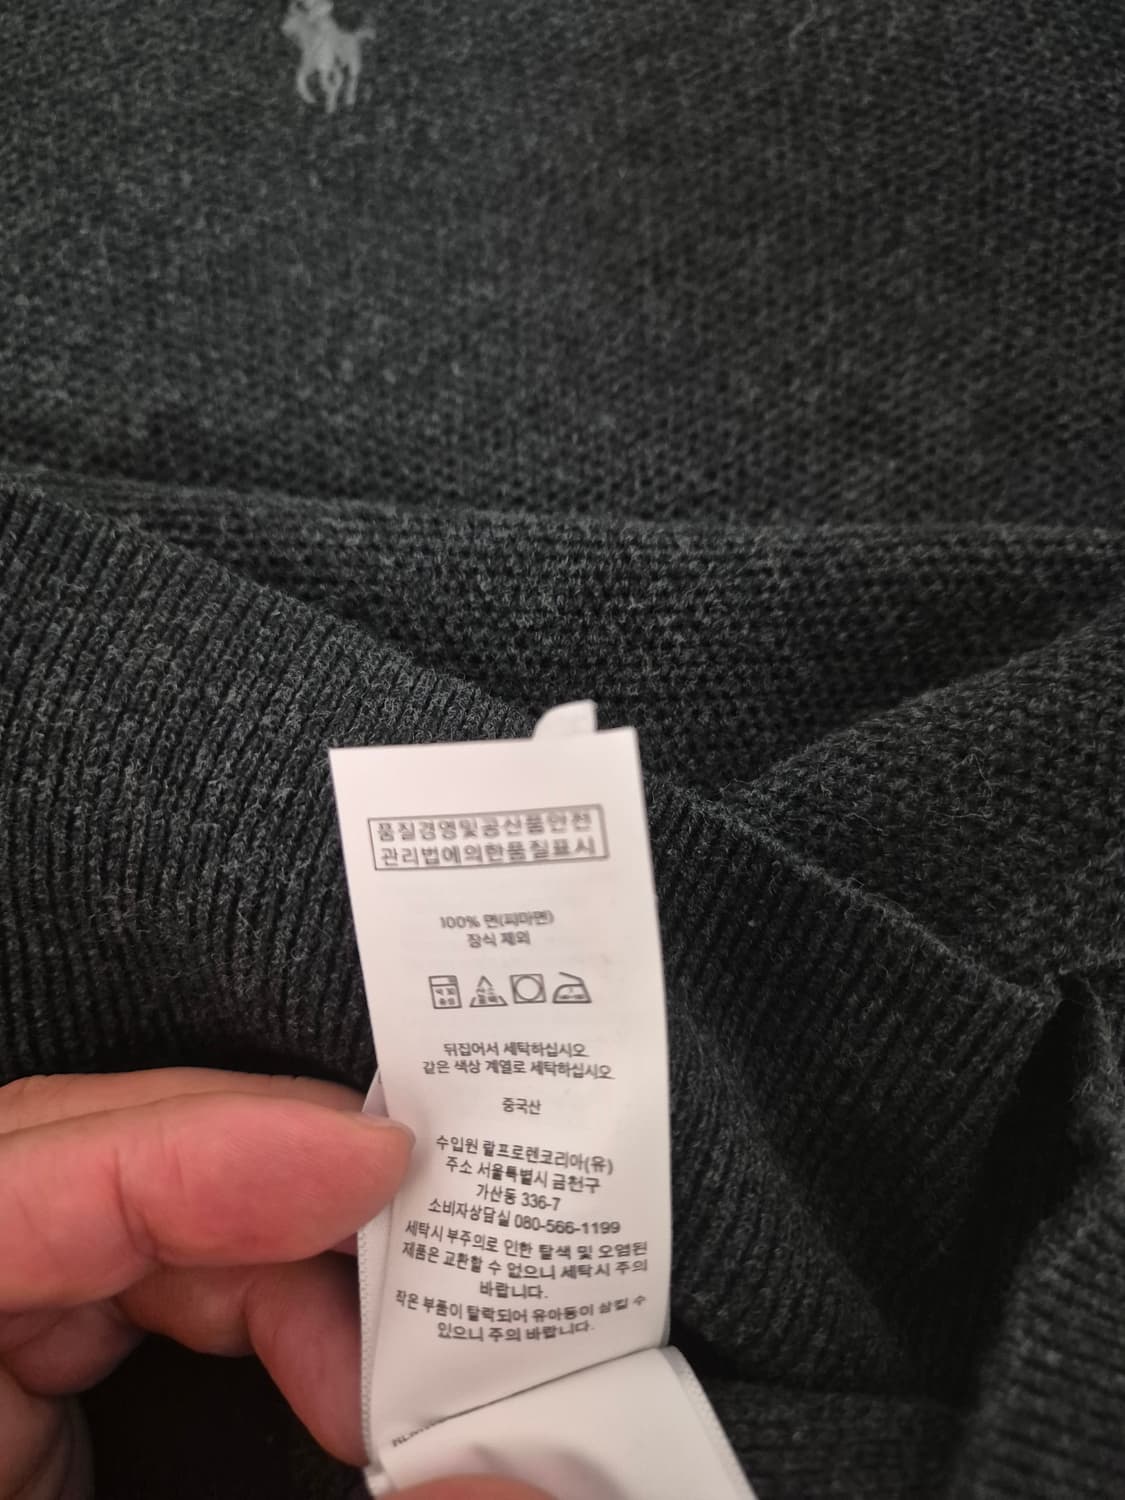 품질경영및공산품안전
관리법에의한품질표시
100% 면(피마면)
장식 제외
뒤집어서 세탁하십시오
같은 색상 계열로 세탁하십시오
중국산
수입원 랄프로렌코리아(유)
주소 서울특별시 금천구
가산동 336-7
소비자상담실 080-566-1199
세탁시 부주의로 인한 탈색 및 오염된
제품은 교환할 수 없으니 세탁시 주의
바랍니다.
작은 부품이 탈락되어 유아동이 삼킬 수
있으니 주의 바랍니다.